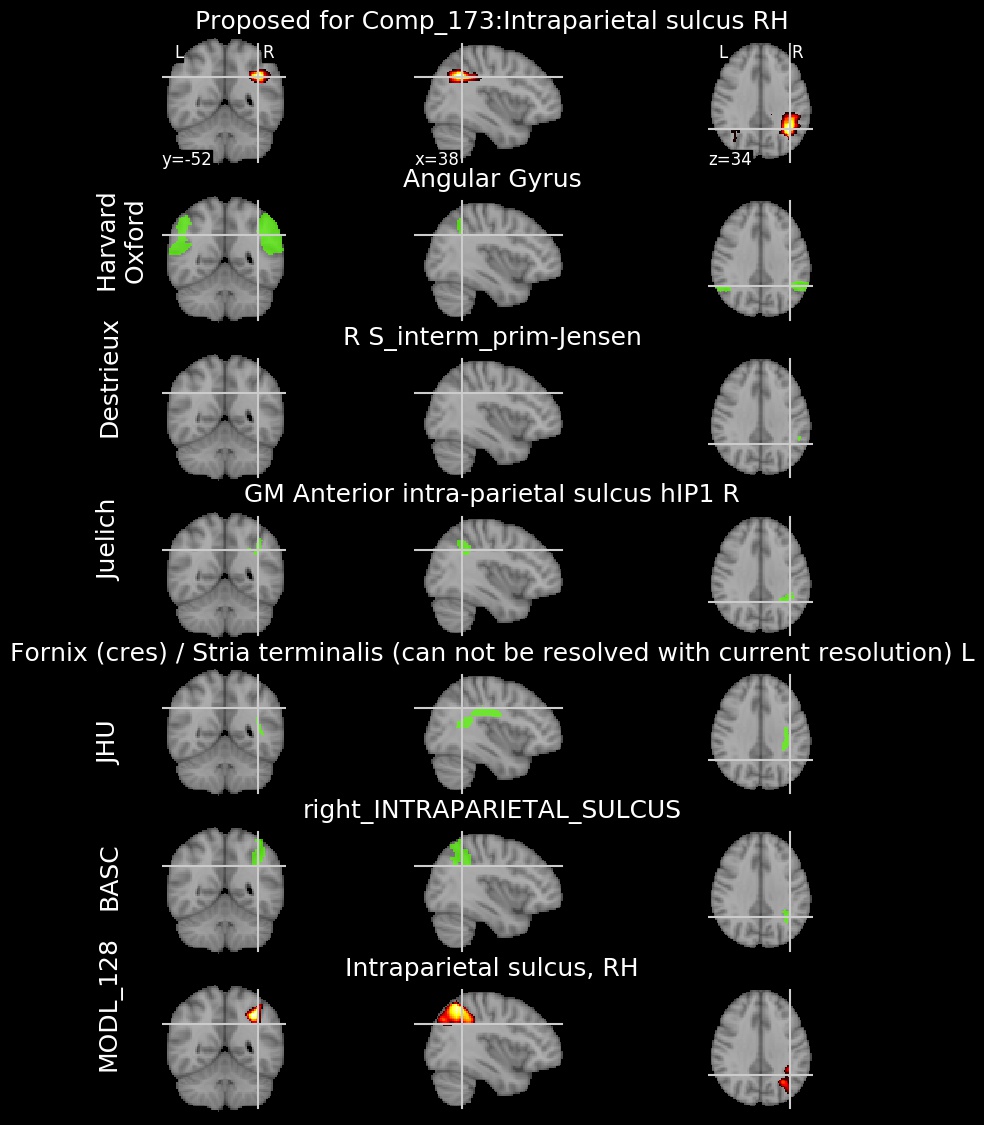 Proposed for Comp_173:Intraparietal sulcus RH
L R L R
y=-52 x=38 z=34
Angular Gyrus
Harvard
Oxford
R S_interm_prim-Jensen
Destrieux
GM Anterior intra-parietal sulcus hIP1 R
Juelich
Fornix (cres) / Stria terminalis (can not be resolved with current resolution) L
JHU
right_INTRAPARIETAL_SULCUS
BASC
Intraparietal sulcus, RH
MODL_128